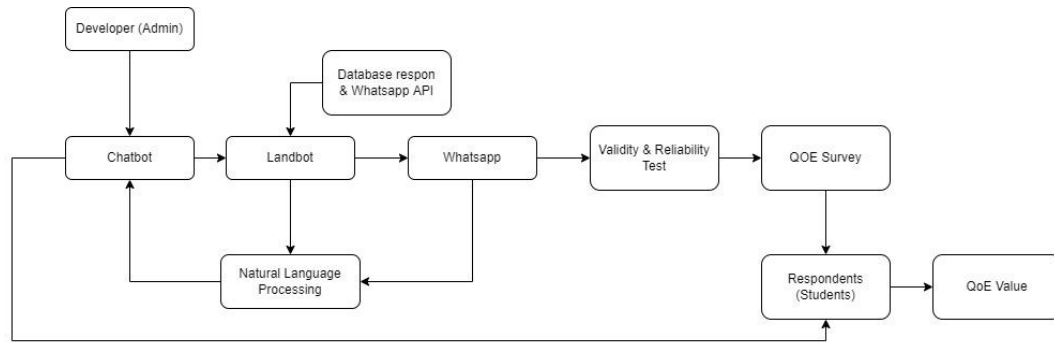 Developer (Admin)
Database respon
& Whatsapp API
Chatbot
Landbot
Whatsapp
Validity & Reliability
Test
QOE Survey
Natural Language
Processing
Respondents
(Students)
QoE Value